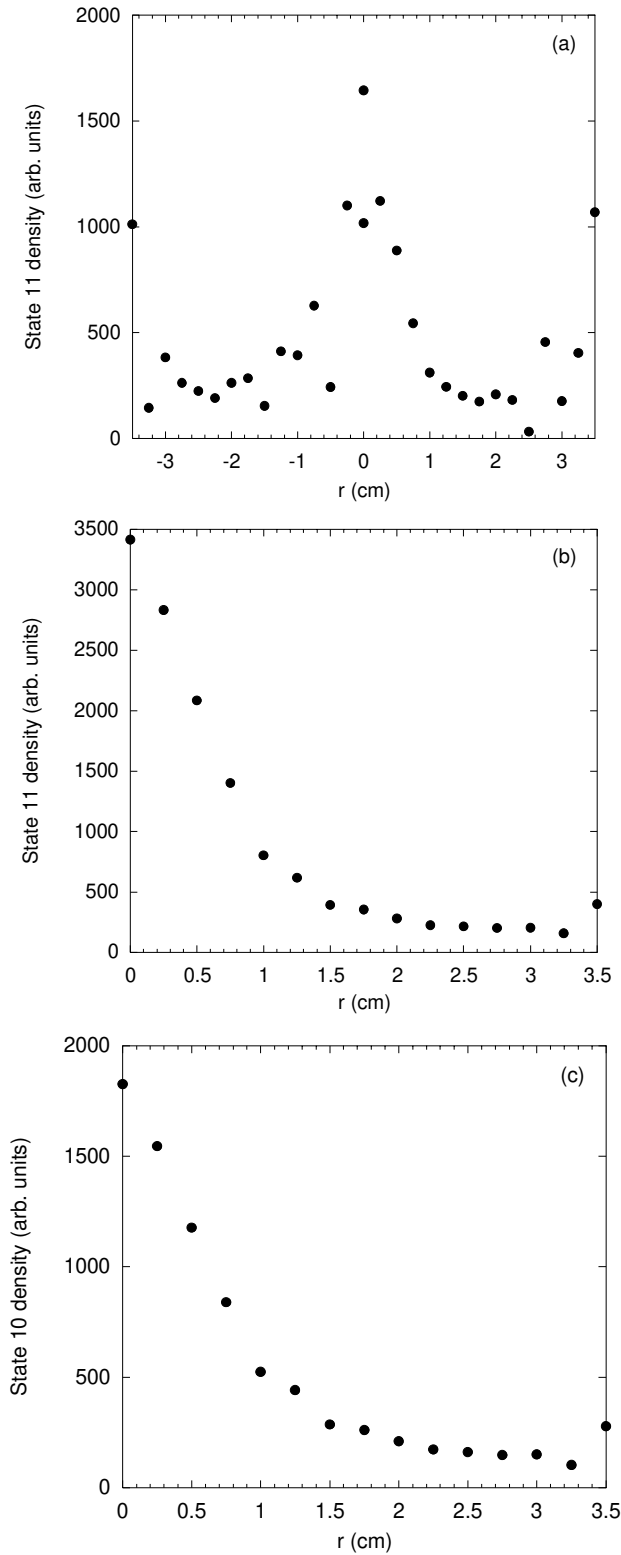 2000
(a)
1500
1000
500
0
State 11 density (arb. units)
-3 -2 -1 0 1 2 3
r (cm)
3500
(b)
3000
2500
2000
1500
1000
500
0
State 11 density (arb. units)
0 0.5 1 1.5 2 2.5 3 3.5
r (cm)
2000
(c)
1500
1000
500
0
State 10 density (arb. units)
0 0.5 1 1.5 2 2.5 3 3.5
r (cm)